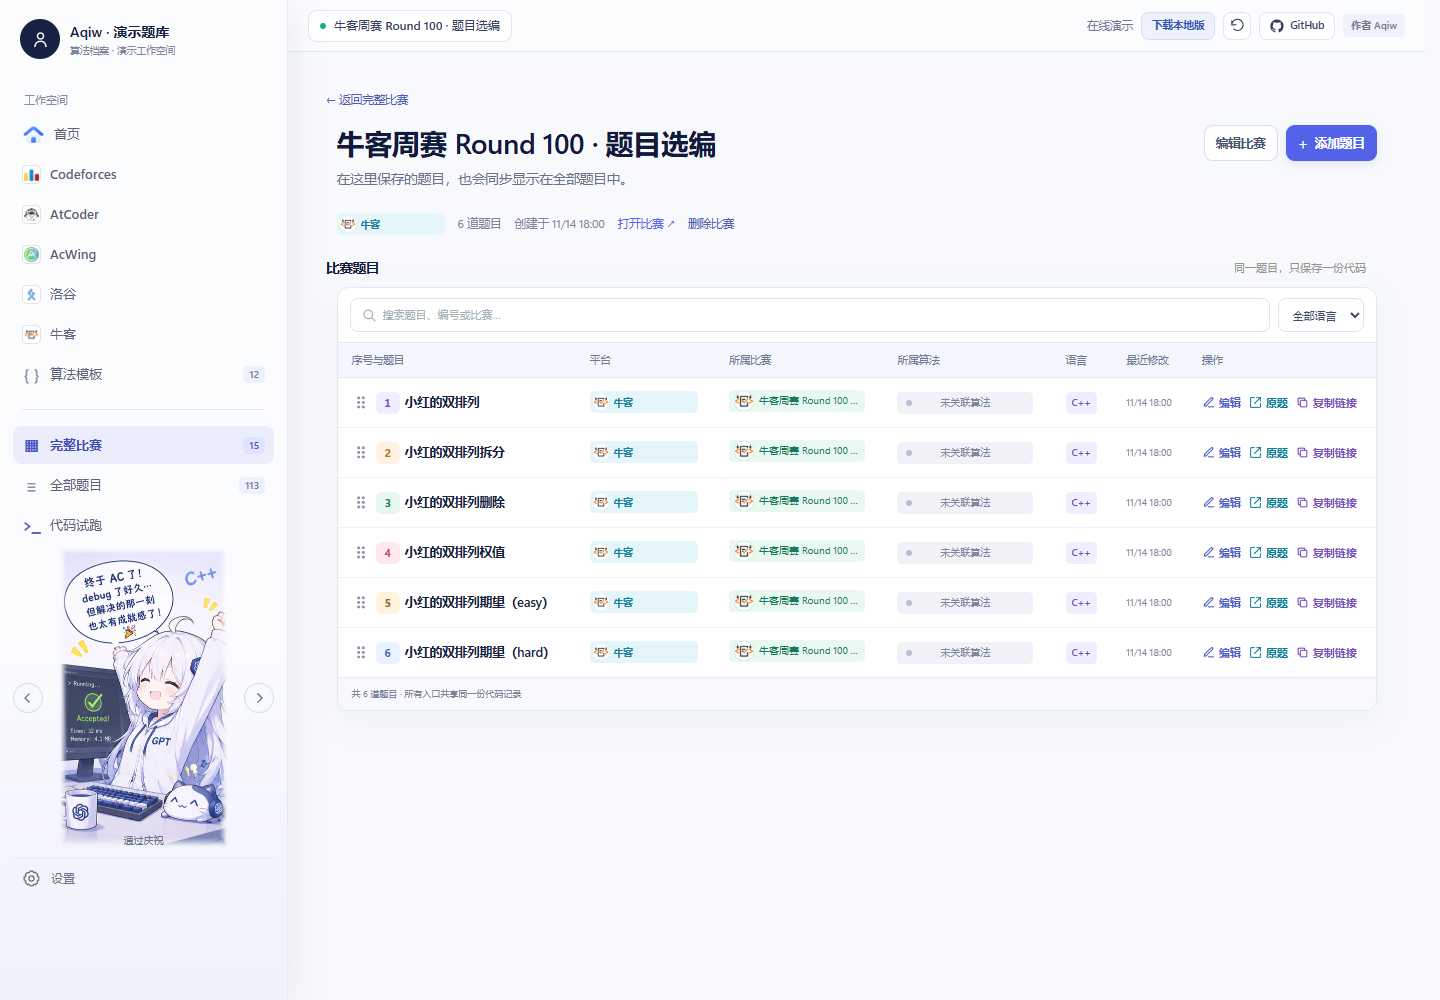 Aqiw · 演示题库
算法档案 · 演示工作空间
工作空间
首页
Codeforces
AtCoder
AcWing
洛谷
牛客
{ } 算法模板 12
完整比赛 15
全部题目 113
代码试跑
终于 AC 了！
debug 了好久…
但解决的那一刻
也太有成就感了！
C++
> Running...
Accepted!
Time: 32 ms
Memory: 4.3 MB
GPT
通过庆祝
设置
牛客周赛 Round 100 · 题目选编
在线演示 下载本地版 GitHub 作者 Aqiw
← 返回完整比赛
牛客周赛 Round 100 · 题目选编
编辑比赛 + 添加题目
在这里保存的题目，也会同步显示在全部题目中。
牛客 6 道题目 创建于 11/14 18:00 打开比赛 ↗ 删除比赛
比赛题目 同一题目，只保存一份代码
搜索题目、编号或比赛... 全部语言
序号与题目 平台 所属比赛 所属算法 语言 最近修改 操作
1 小红的双排列 牛客 牛客周赛 Round 100 ... 未关联算法 C++ 11/14 18:00 编辑 原题 复制链接
2 小红的双排列拆分 牛客 牛客周赛 Round 100 ... 未关联算法 C++ 11/14 18:00 编辑 原题 复制链接
3 小红的双排列删除 牛客 牛客周赛 Round 100 ... 未关联算法 C++ 11/14 18:00 编辑 原题 复制链接
4 小红的双排列权值 牛客 牛客周赛 Round 100 ... 未关联算法 C++ 11/14 18:00 编辑 原题 复制链接
5 小红的双排列期望（easy) 牛客 牛客周赛 Round 100 ... 未关联算法 C++ 11/14 18:00 编辑 原题 复制链接
6 小红的双排列期望（hard) 牛客 牛客周赛 Round 100 ... 未关联算法 C++ 11/14 18:00 编辑 原题 复制链接
共 6 道题目 · 所有入口共享同一份代码记录